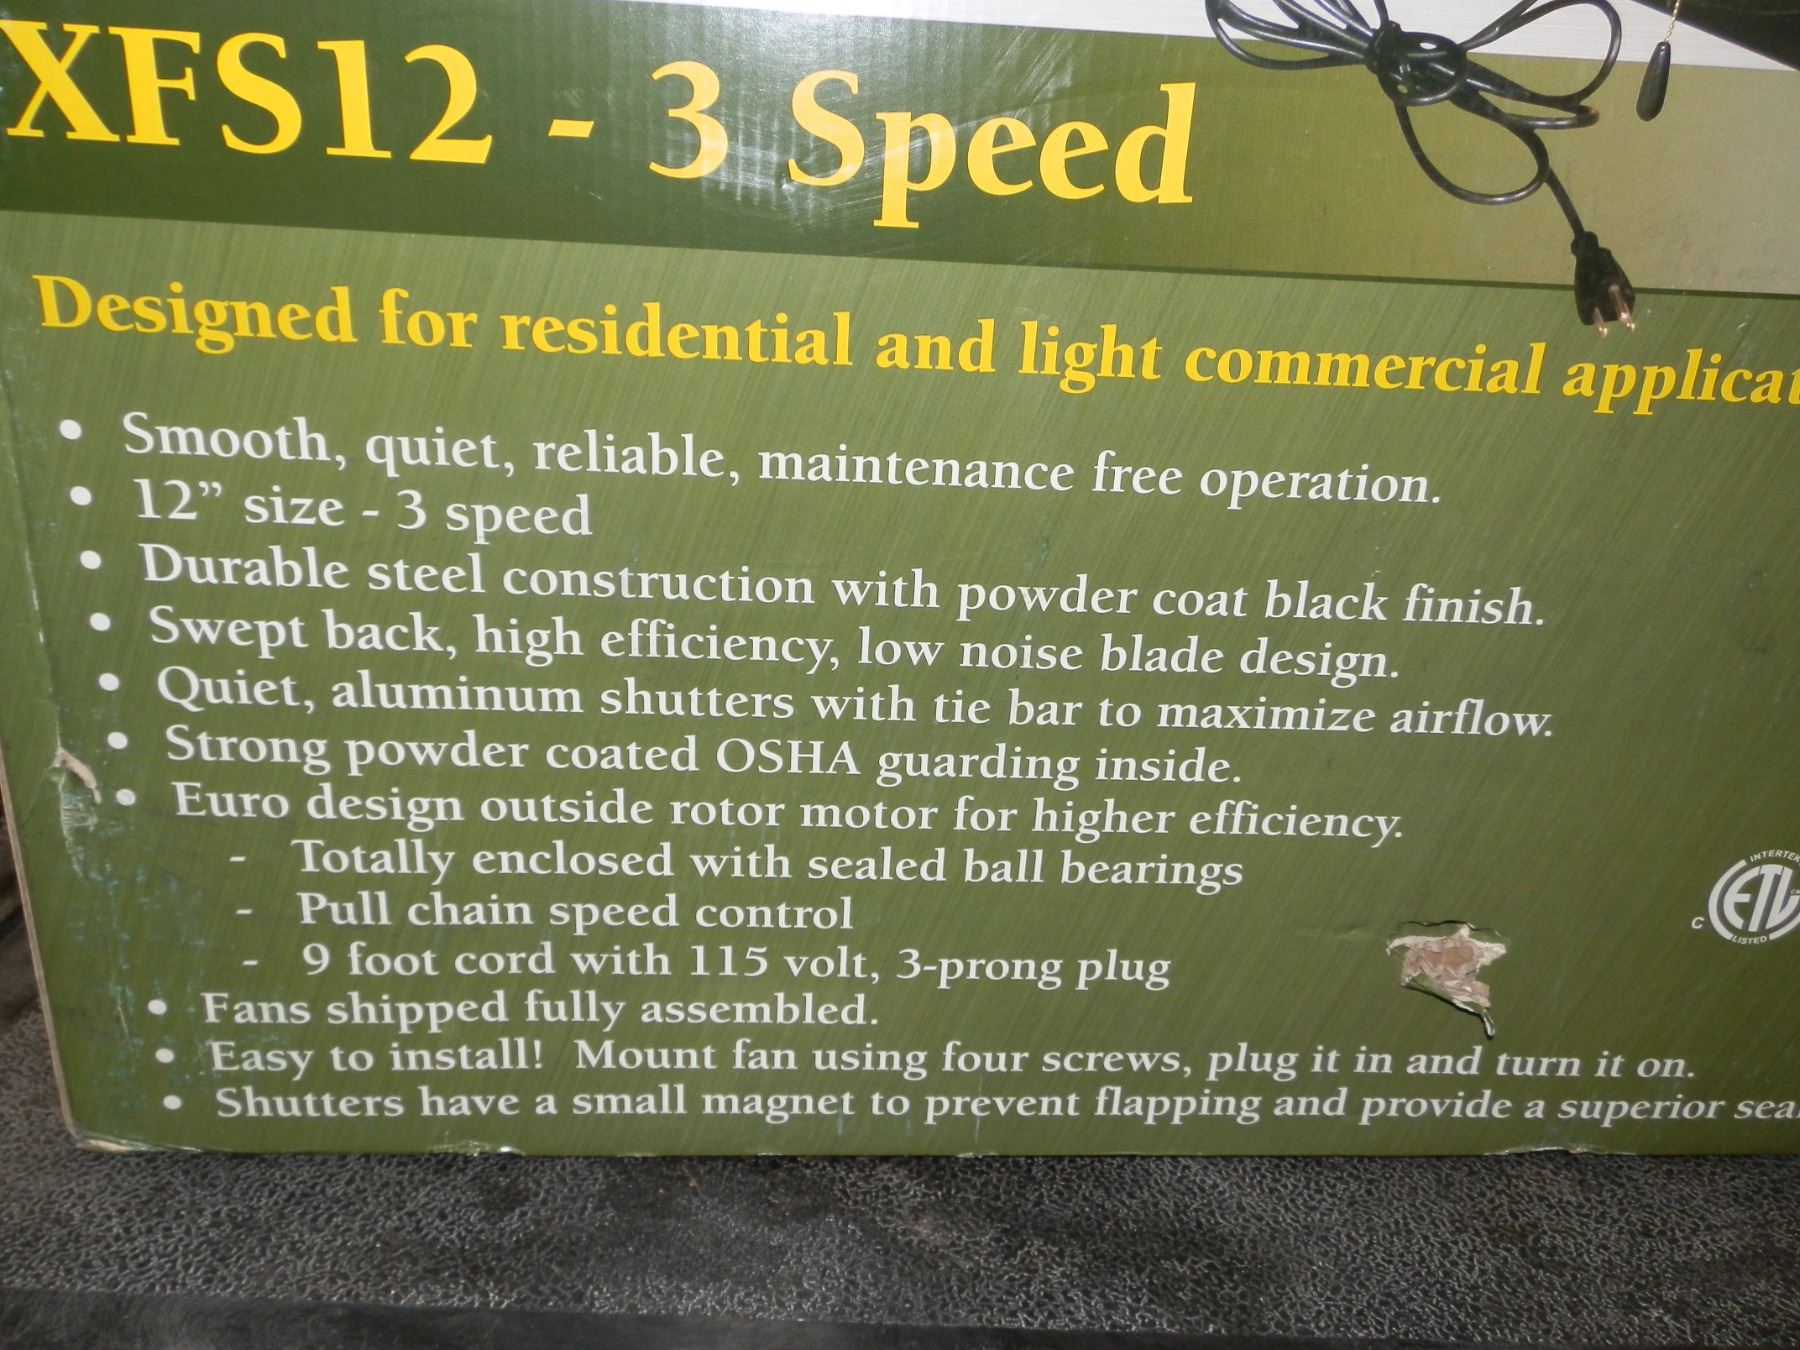 XFS12 - 3 Speed
Designed for residential and light commercial applicat
• Smooth, quiet, reliable, maintenance free operation.
• 12” size - 3 speed
• Durable steel construction with powder coat black finish.
• Swept back, high efficiency, low noise blade design.
• Quiet, aluminum shutters with tie bar to maximize airflow.
• Strong powder coated OSHA guarding inside.
• Euro design outside rotor motor for higher efficiency.
- Totally enclosed with sealed ball bearings
- Pull chain speed control
- 9 foot cord with 115 volt, 3-prong plug
• Fans shipped fully assembled.
• Easy to install! Mount fan using four screws, plug it in and turn it on.
• Shutters have a small magnet to prevent flapping and provide a superior seal
INTERTEK
C ETL
LISTED